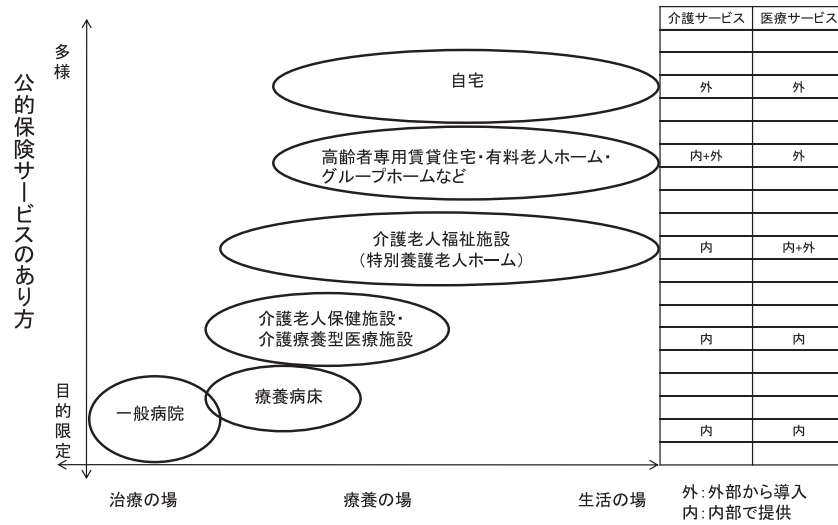 介護サービス 医療サービス
多様
公的保険サービスのあり方
目的限定
自宅
外 外
高齢者専用賃貸住宅・有料老人ホーム・
グループホームなど
内+外 外
介護老人福祉施設
(特別養護老人ホーム)
内 内+外
介護老人保健施設・
介護療養型医療施設
内 内
療養病床
一般病院
内 内
治療の場 療養の場 生活の場
外:外部から導入
内:内部で提供